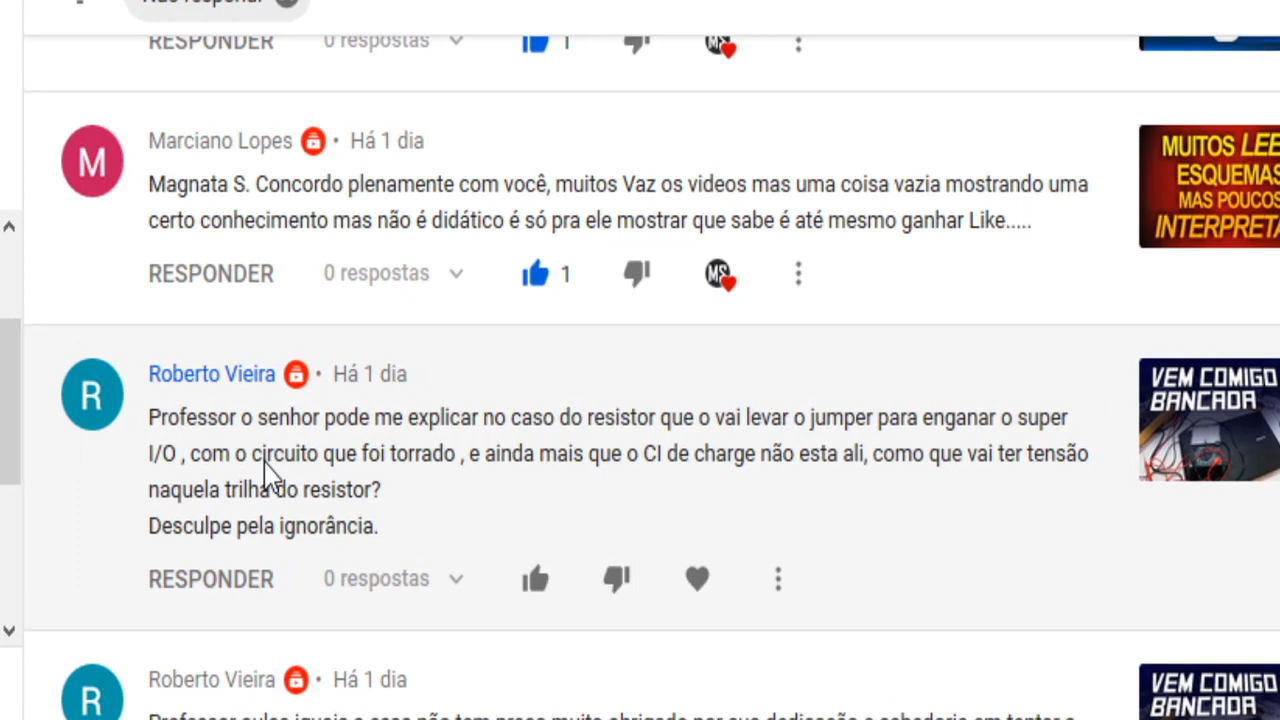 Não responar
RESPONDER 0 respostas 1
Marciano Lopes • Há 1 dia
Magnata S. Concordo plenamente com você, muitos Vaz os videos mas uma coisa vazia mostrando uma
certo conhecimento mas não é didático é só pra ele mostrar que sabe é até mesmo ganhar Like.....
RESPONDER 0 respostas 1
MUITOS LEE
ESQUEMAS
MAS POUCOS
INTERPRETA
Roberto Vieira • Há 1 dia
Professor o senhor pode me explicar no caso do resistor que o vai levar o jumper para enganar o super
I/O , com o circuito que foi torrado , e ainda mais que o CI de charge não esta ali, como que vai ter tensão
naquela trilha do resistor?
Desculpe pela ignorância.
RESPONDER 0 respostas
VEM COMIGO
BANCADA
Roberto Vieira • Há 1 dia
VEM COMIGO
BANCADA